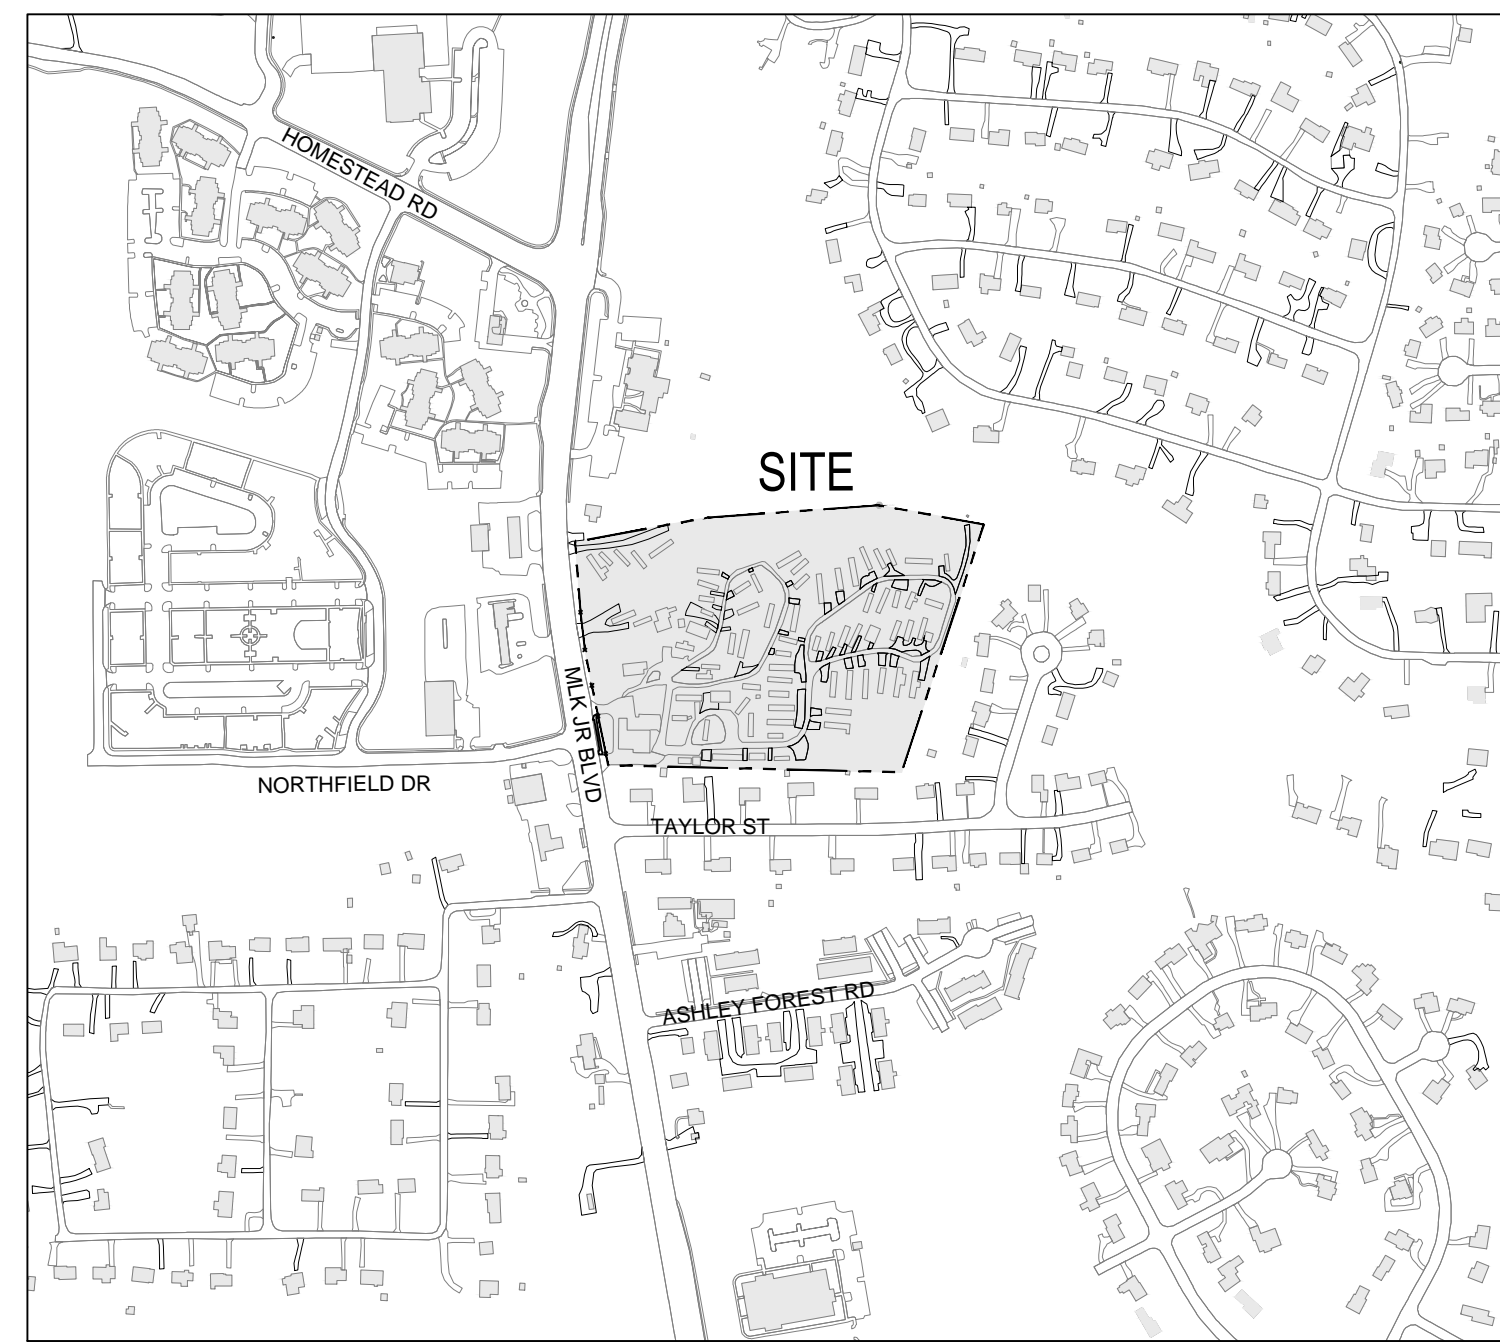 HOMESTEAD RD
SITE
MLK JR BLVD
NORTHFIELD DR
TAYLOR ST
ASHLEY FOREST RD